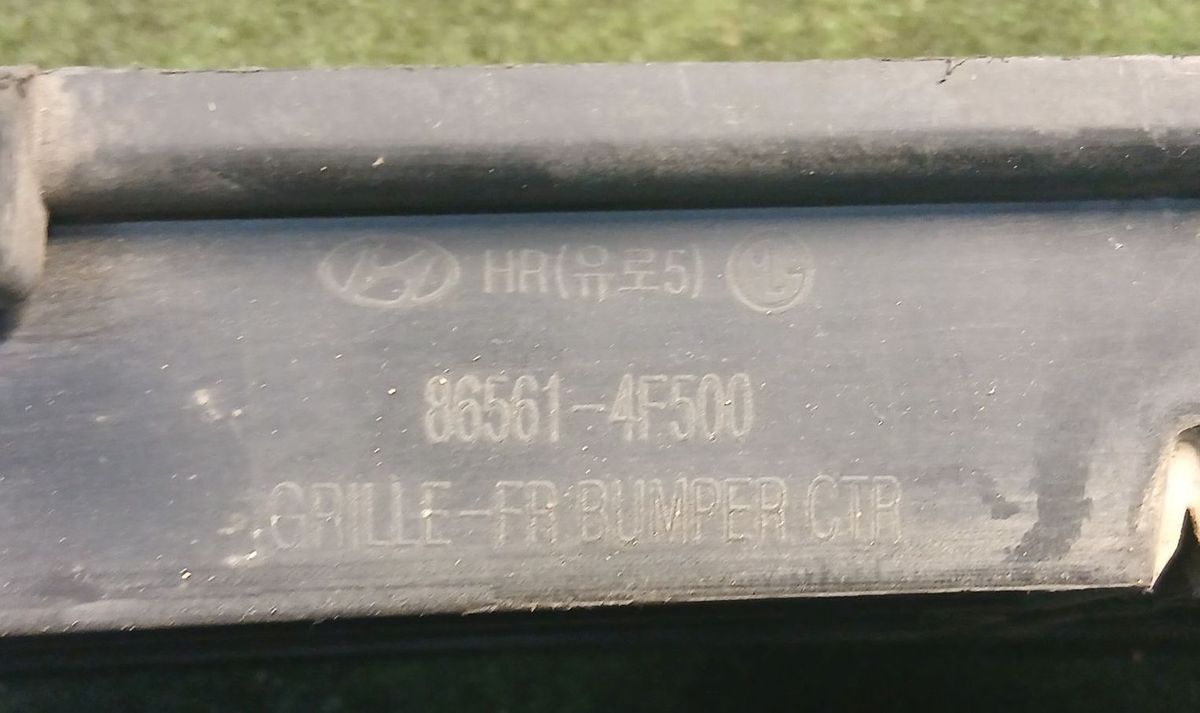 HR(유로5)
86561-4F500
GRILLE-FR BUMPER CTR